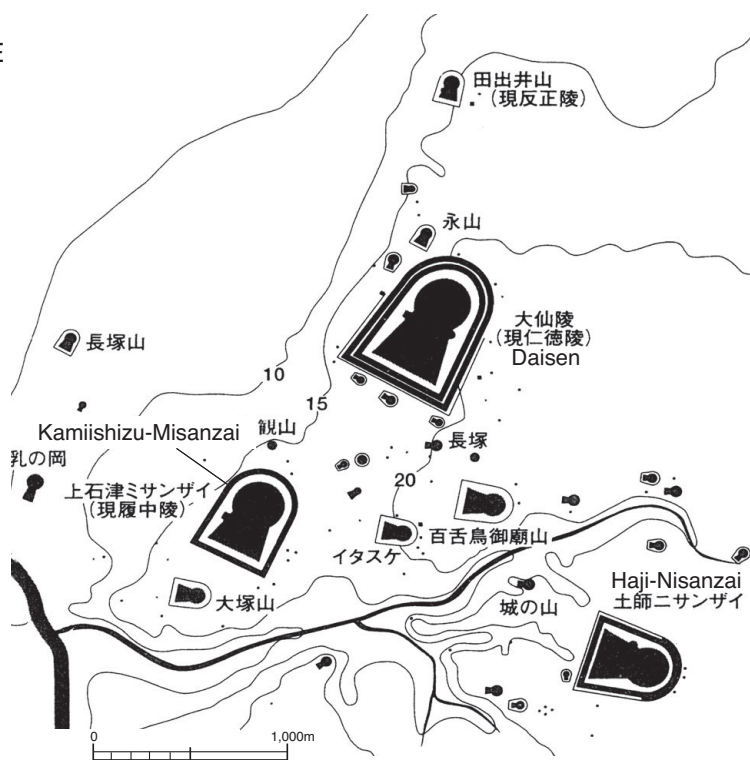 田出井山
(現反正陵)
永山
大仙陵
(現仁徳陵)
Daisen
長塚山
10
15
Kamiishizu-Misanzai
観山
長塚
乳の岡
上石津ミサンザイ
(現履中陵)
20
イタスケ
百舌鳥御廟山
大塚山
城の山
Haji-Nisanzai
土師ニサンザイ
0
1,000m